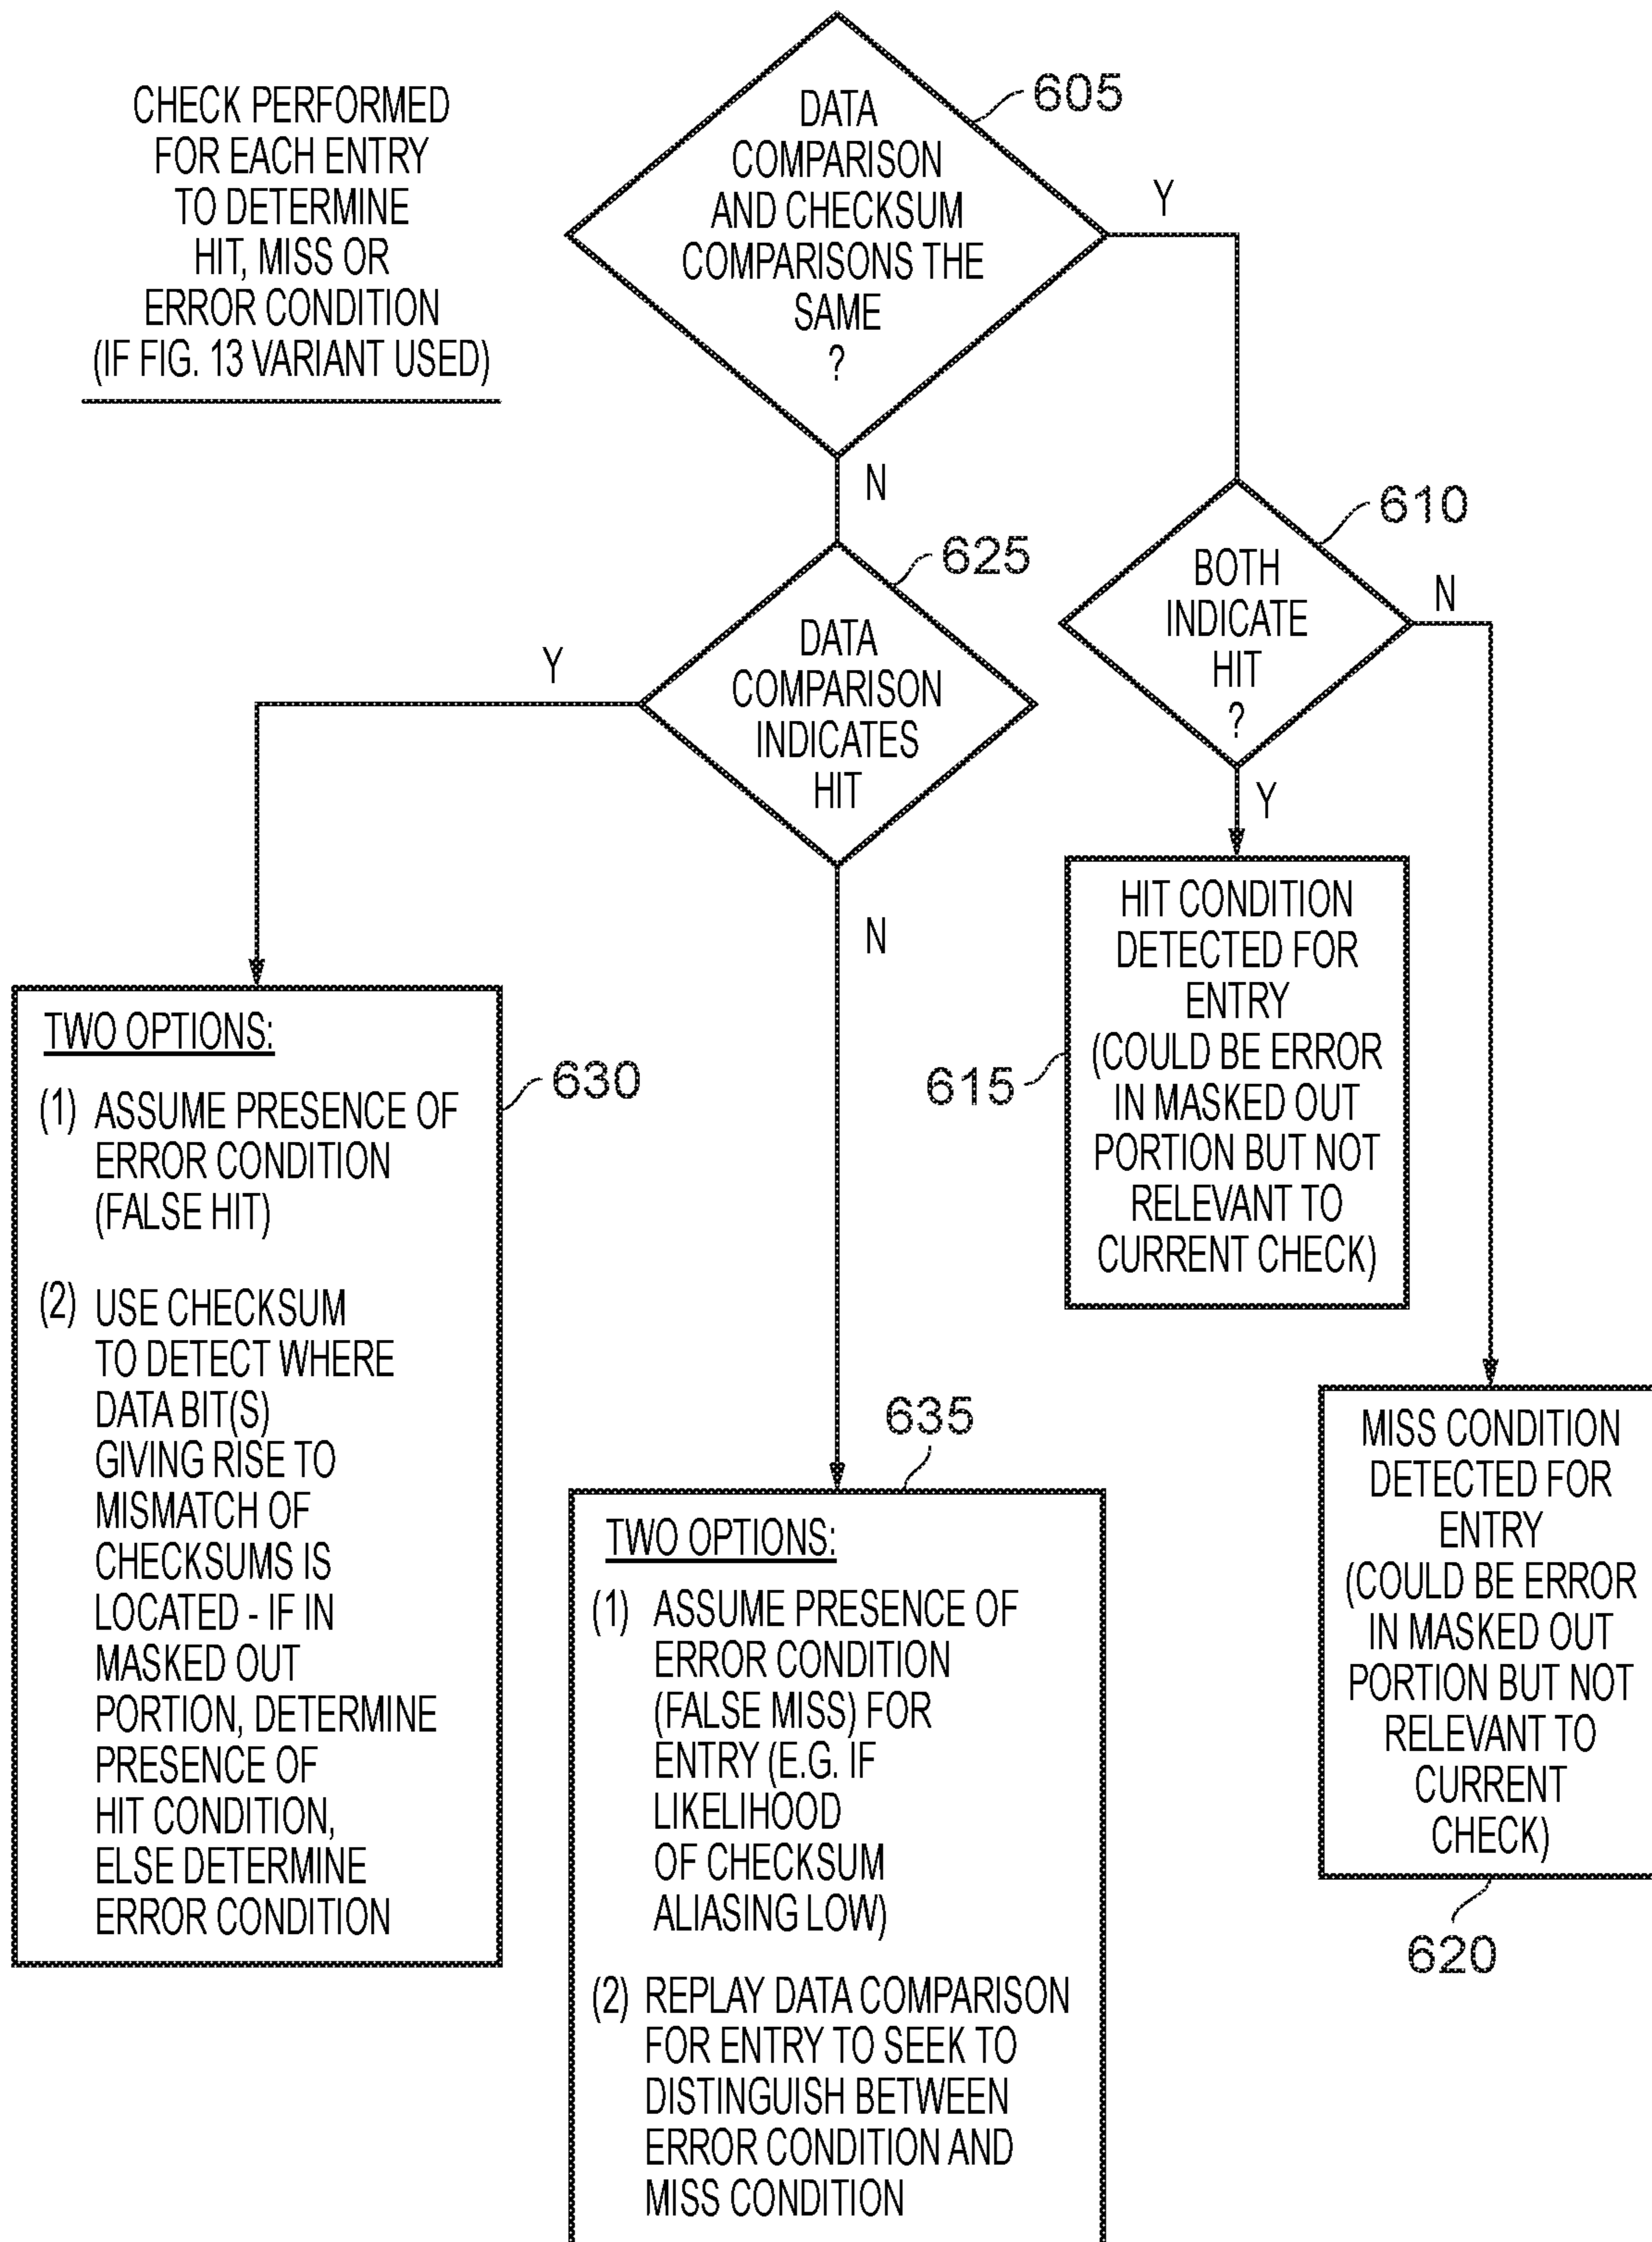 CHECK PERFORMED
FOR EACH ENTRY
TO DETERMINE
HIT, MISS OR
ERROR CONDITION
(IF FIG. 13 VARIANT USED)
DATA
COMPARISON
AND CHECKSUM
COMPARISONS THE
SAME
?
605
Y
N
610
BOTH
INDICATE
HIT
?
N
Y
625
DATA
COMPARISON
INDICATES
HIT
Y
N
HIT CONDITION
DETECTED FOR
ENTRY
(COULD BE ERROR
IN MASKED OUT
PORTION BUT NOT
RELEVANT TO
CURRENT CHECK)
615
TWO OPTIONS:
(1) ASSUME PRESENCE OF
ERROR CONDITION
(FALSE HIT)
(2) USE CHECKSUM
TO DETECT WHERE
DATA BIT(S)
GIVING RISE TO
MISMATCH OF
CHECKSUMS IS
LOCATED - IF IN
MASKED OUT
PORTION, DETERMINE
PRESENCE OF
HIT CONDITION,
ELSE DETERMINE
ERROR CONDITION
630
635
TWO OPTIONS:
(1) ASSUME PRESENCE OF
ERROR CONDITION
(FALSE MISS) FOR
ENTRY (E.G. IF
LIKELIHOOD
OF CHECKSUM
ALIASING LOW)
(2) REPLAY DATA COMPARISON
FOR ENTRY TO SEEK TO
DISTINGUISH BETWEEN
ERROR CONDITION AND
MISS CONDITION
MISS CONDITION
DETECTED FOR
ENTRY
(COULD BE ERROR
IN MASKED OUT
PORTION BUT NOT
RELEVANT TO
CURRENT
CHECK)
620